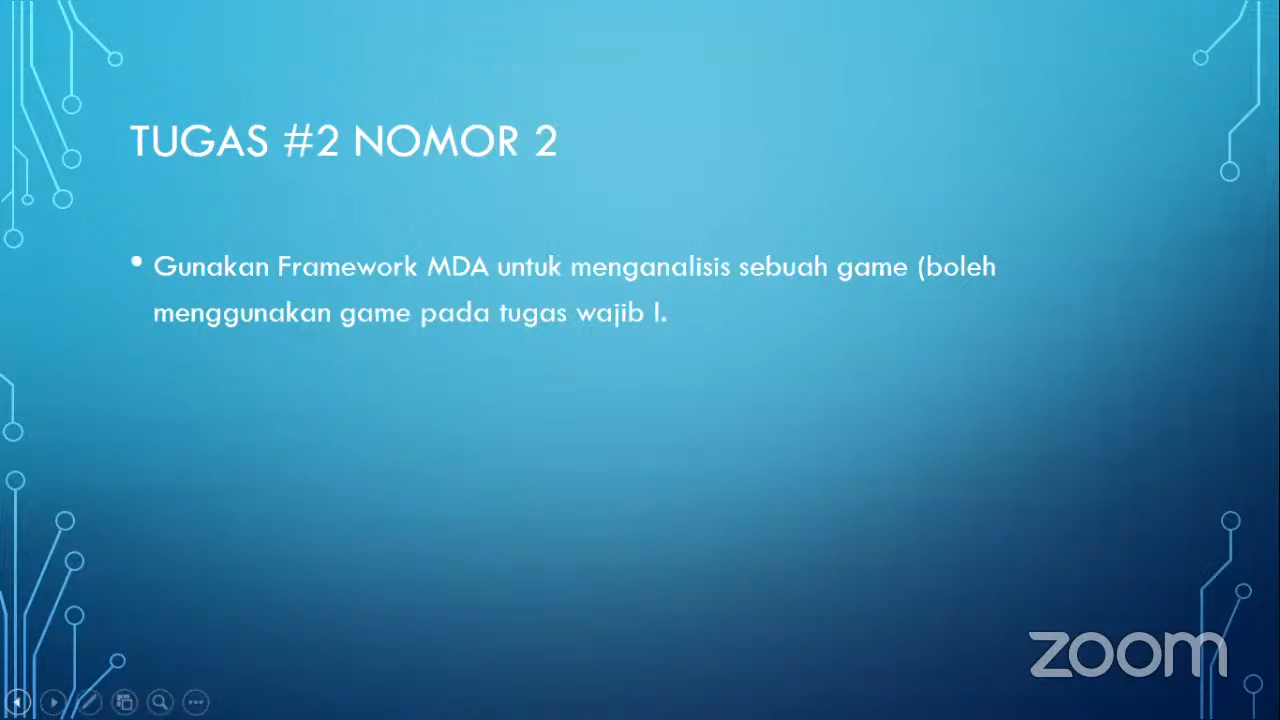 TUGAS #2 NOMOR 2
• Gunakan Framework MDA untuk menganalisis sebuah game (boleh
menggunakan game pada tugas wajib I.
zoom